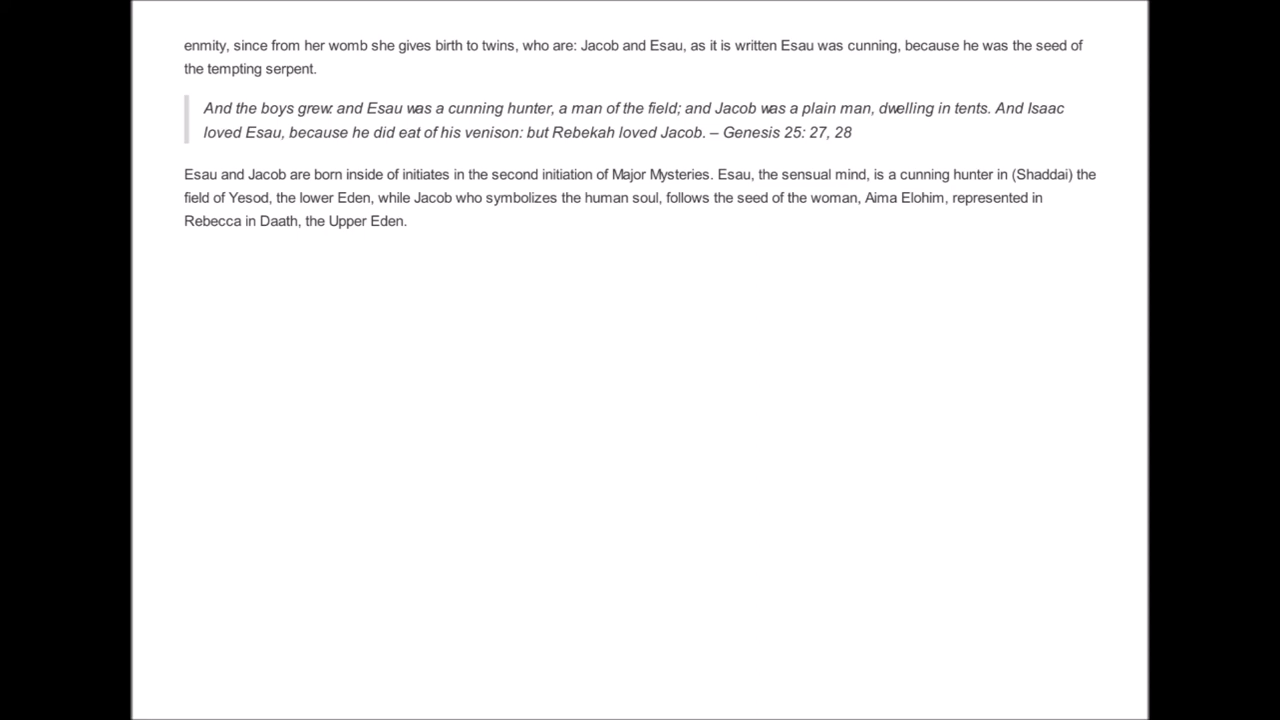 enmity, since from her womb she gives birth to twins, who are: Jacob and Esau, as it is written Esau was cunning, because he was the seed of
the tempting serpent.
And the boys grew: and Esau was a cunning hunter, a man of the field; and Jacob was a plain man, dwelling in tents. And Isaac
loved Esau, because he did eat of his venison: but Rebekah loved Jacob. – Genesis 25: 27, 28
Esau and Jacob are born inside of initiates in the second initiation of Major Mysteries. Esau, the sensual mind, is a cunning hunter in (Shaddai) the
field of Yesod, the lower Eden, while Jacob who symbolizes the human soul, follows the seed of the woman, Aima Elohim, represented in
Rebecca in Daath, the Upper Eden.